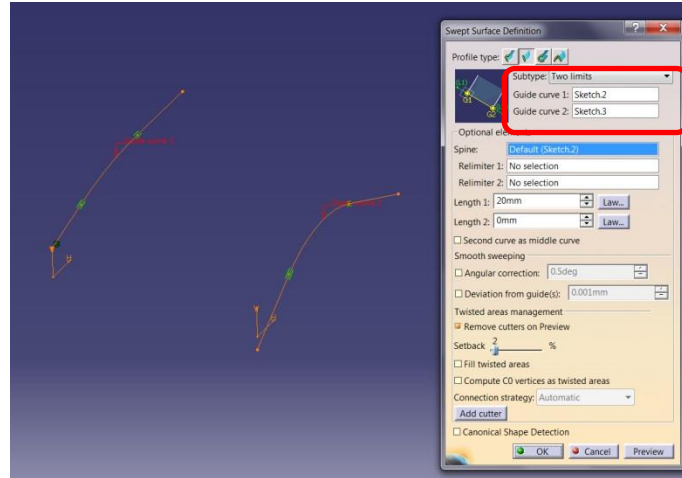 Swept Surface Definition
Profile type:
Subtype: Two limits
Guide curve 1: Sketch.2
Guide curve 2: Sketch.3
Optional
Spine: Default (Sketch.2)
Relimiter 1: No selection
Relimiter 2: No selection
Length 1: 20mm Law...
Length 2: 0mm Law...
Second curve as middle curve
Smooth sweeping
Angular correction: 0.5deg
Deviation from guide(s): 0.001mm
Twisted areas management
Remove cutters on Preview
Setback 2 %
Fill twisted areas
Compute C0 vertices as twisted areas
Connection strategy: Automatic
Add cutter
Canonical Shape Detection
OK Cancel Preview